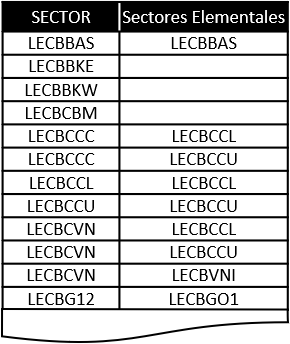 SECTOR Sectores Elementales
LECBBAS LECBBAS
LECBBKE
LECBBKW
LECBCBM
LECBCCC LECBCCL
LECBCCC LECBCCU
LECBCCL LECBCCL
LECBCCU LECBCCU
LECBCVN LECBCCL
LECBCVN LECBCCU
LECBCVN LECBVNI
LECBG12 LECBGO1